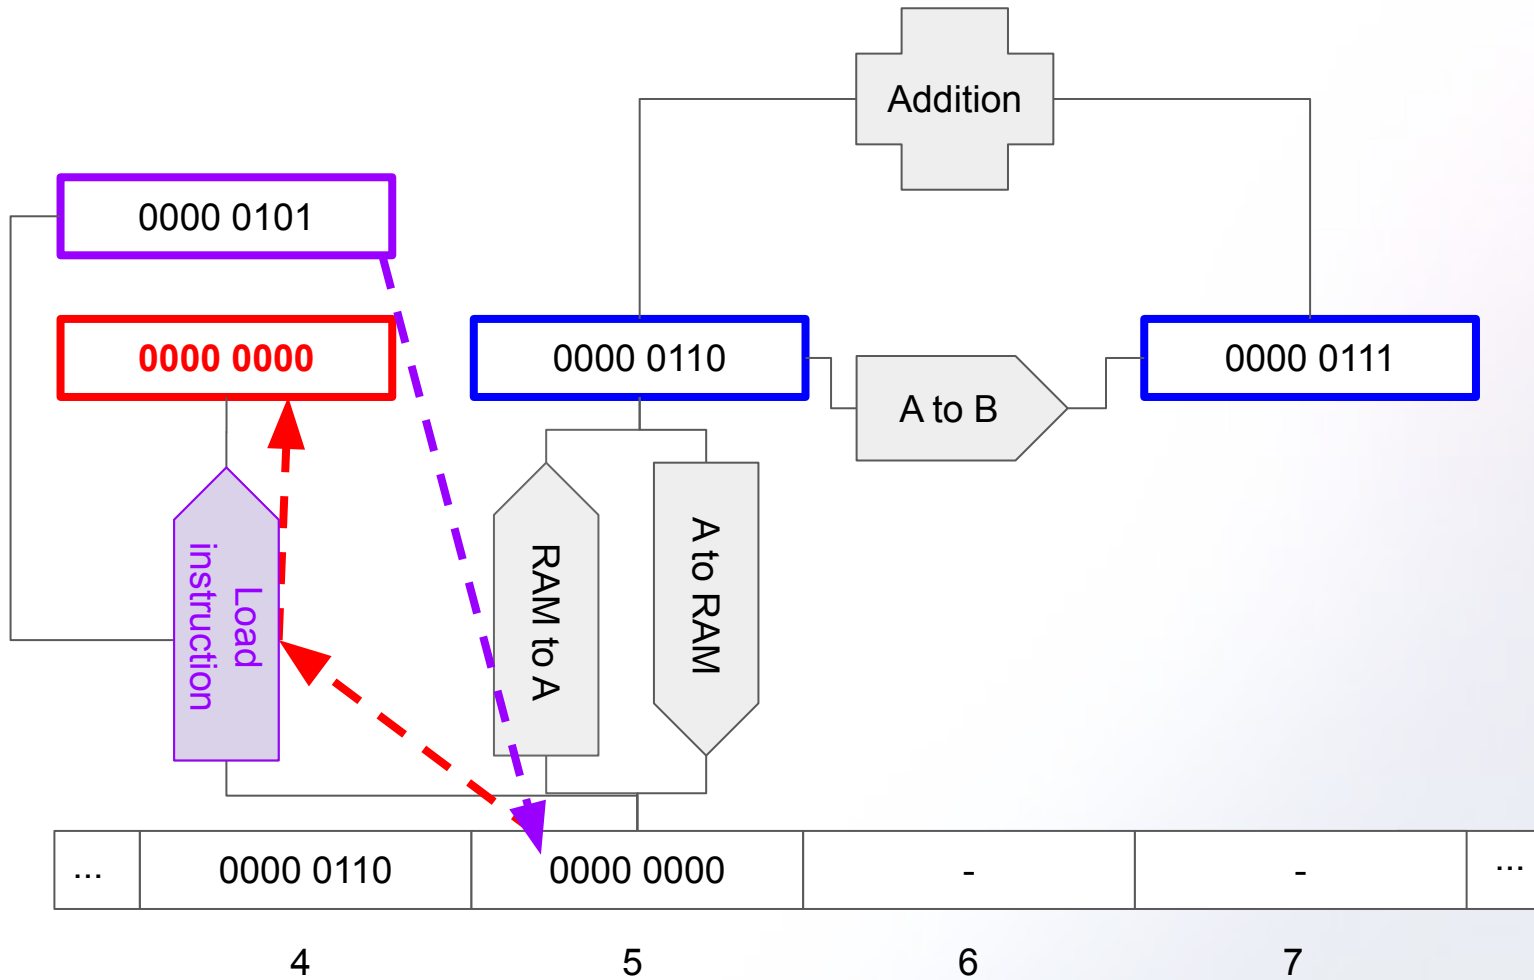 Addition
0000 0101
0000 0000
0000 0110
0000 0111
A to B
Load
instruction
RAM to A
A to RAM
...
0000 0110
0000 0000
-
-
...
4
5
6
7